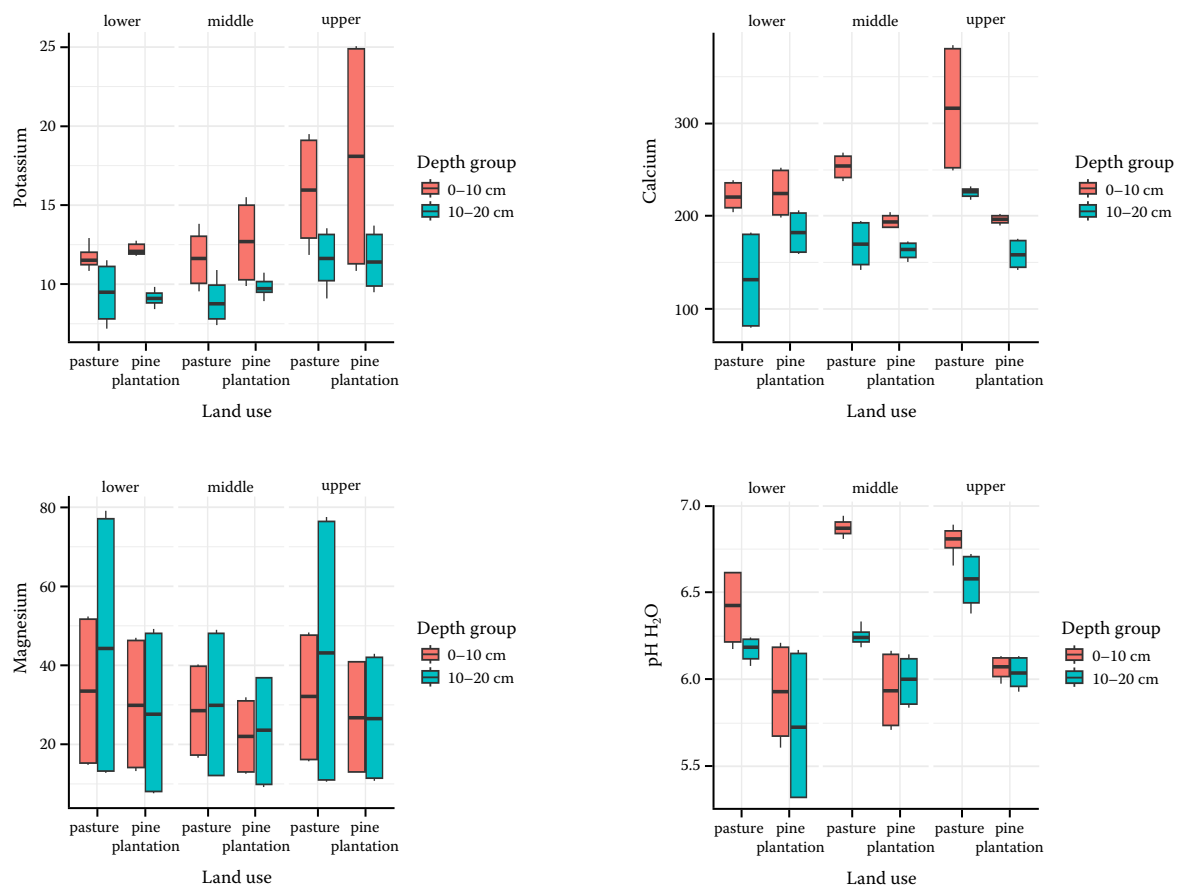 lower middle upper
25
20
15
10
Potassium
pasture pine plantation pasture pine plantation pasture pine plantation
Land use
Depth group
0–10 cm
10–20 cm
lower middle upper
300
200
100
Calcium
pasture pine plantation pasture pine plantation pasture pine plantation
Land use
Depth group
0–10 cm
10–20 cm
lower middle upper
80
60
40
20
Magnesium
pasture pine plantation pasture pine plantation pasture pine plantation
Land use
Depth group
0–10 cm
10–20 cm
lower middle upper
7.0
6.5
6.0
5.5
pH H₂O
pasture pine plantation pasture pine plantation pasture pine plantation
Land use
Depth group
0–10 cm
10–20 cm